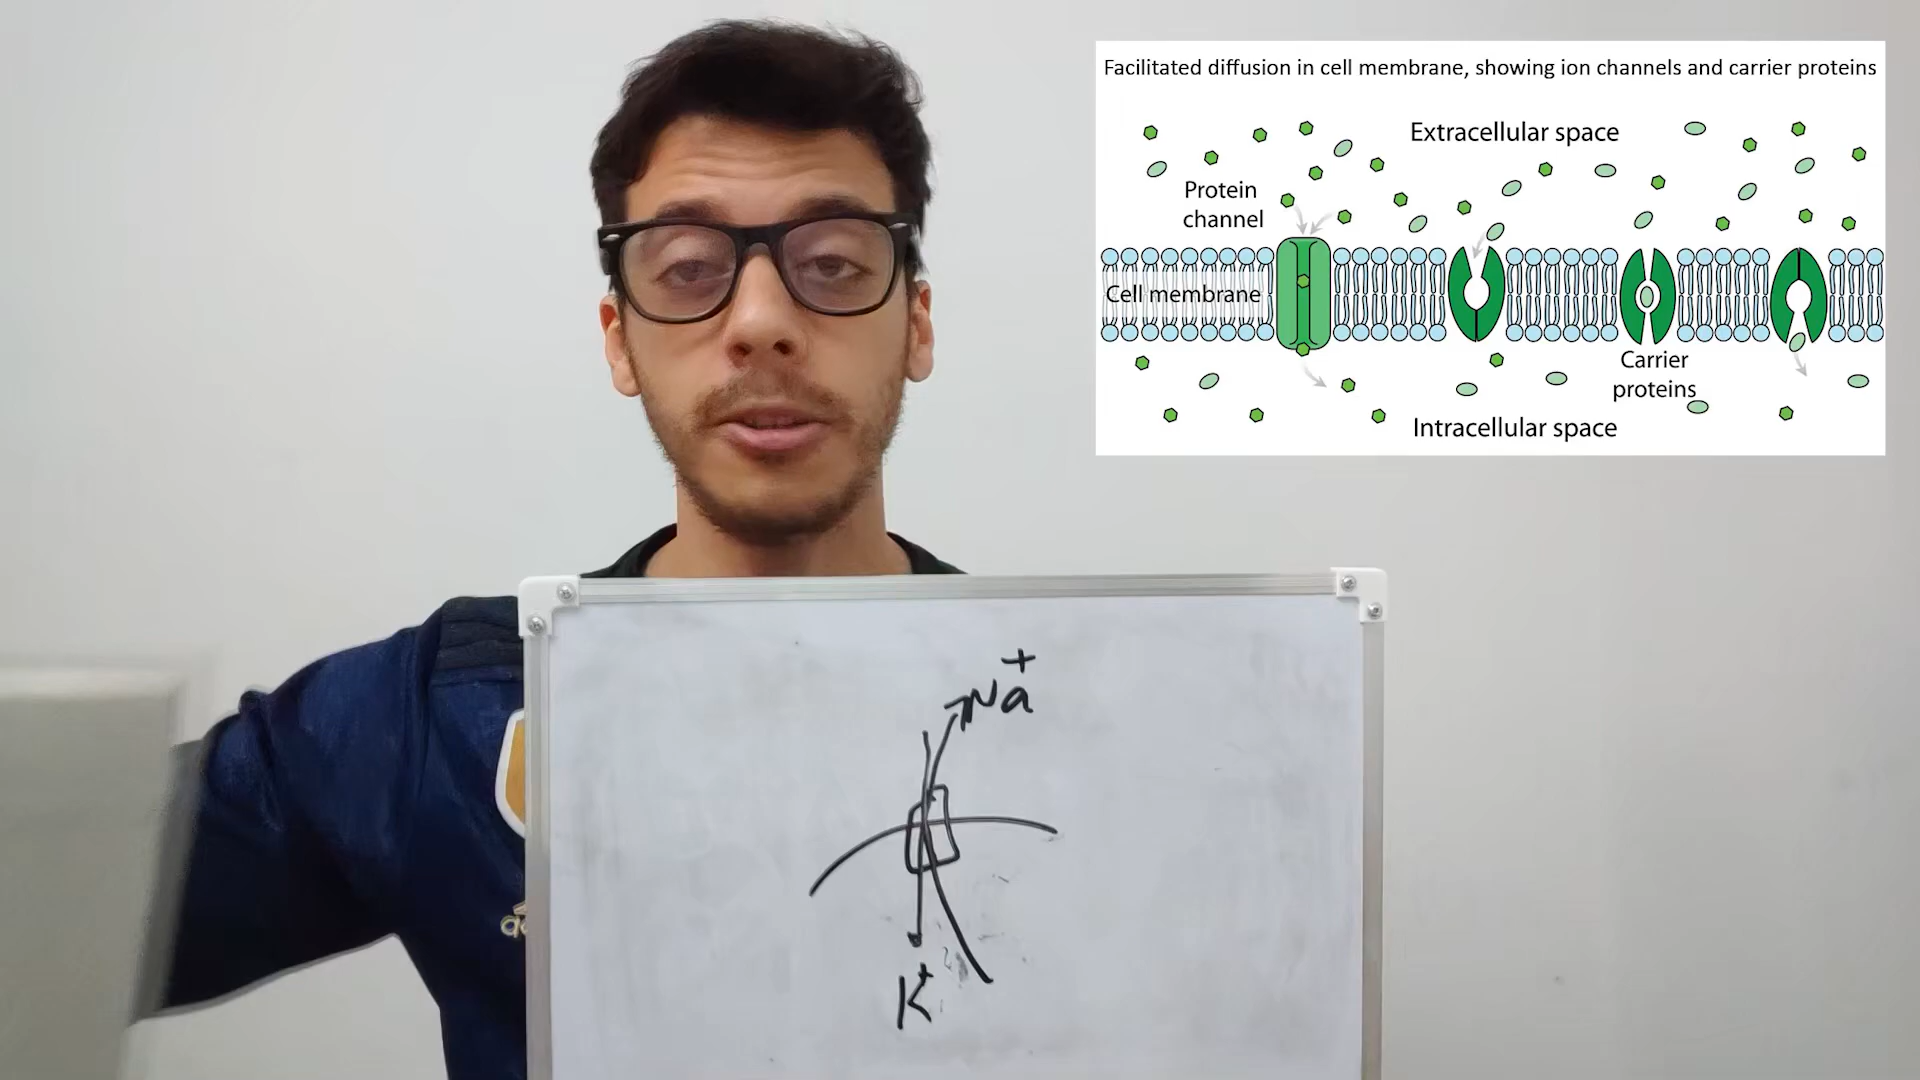 Facilitated diffusion in cell membrane, showing ion channels and carrier proteins
Extracellular space
Protein
channel
Cell membrane
Carrier
proteins
Intracellular space
Na+
K+